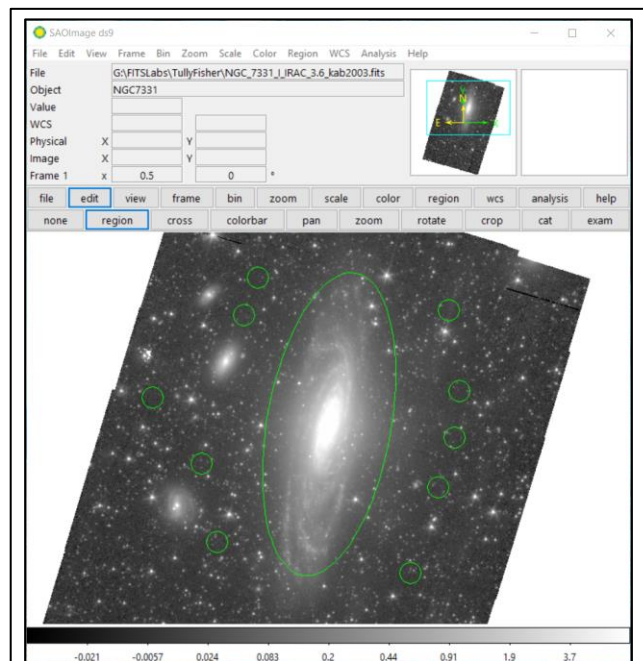 SAOImage ds9
File Edit View Frame Bin Zoom Scale Color Region WCS Analysis Help
File G:\FITSLabs\TullyFisher\NGC_7331_I_IRAC_3.6_kab2003.fits
Object NGC7331
Value
WCS
Physical X Y
Image X Y
Frame 1 x 0.5 0 °
N
E
file edit view frame bin zoom scale color region wcs analysis help
none region cross colorbar pan zoom rotate crop cat exam
-0.021 -0.0057 0.024 0.083 0.2 0.44 0.91 1.9 3.7